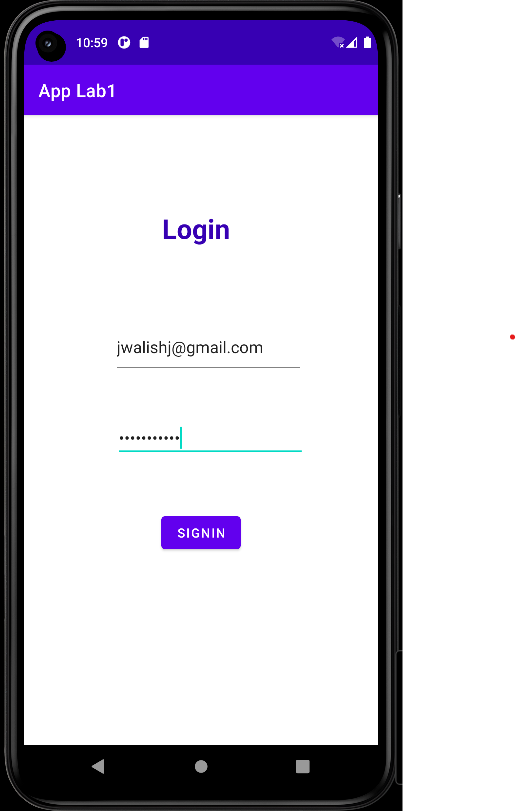 10:59
App Lab1
Login
jwalishj@gmail.com
•••••••••••
SIGNIN